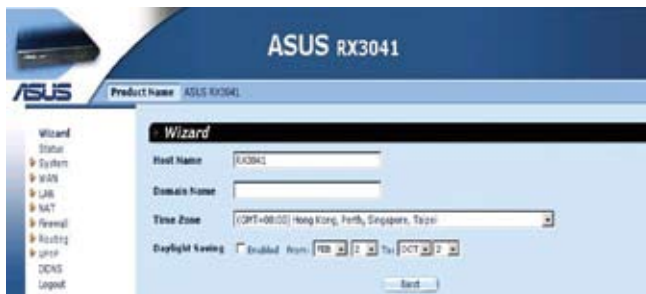 ASUS RX3041
ASUS
Product Name ASUS RX3041
Wizard
Status
System
WAN
LAN
NAT
Firewall
Routing
UPnP
DDNS
Logout
Wizard
Host Name RX3041
Domain Name
Time Zone (GMT+08:00) Hong Kong, Perth, Singapore, Taipei
Daylight Saving Enabled From: FEB 2 To: OCT 2
Next